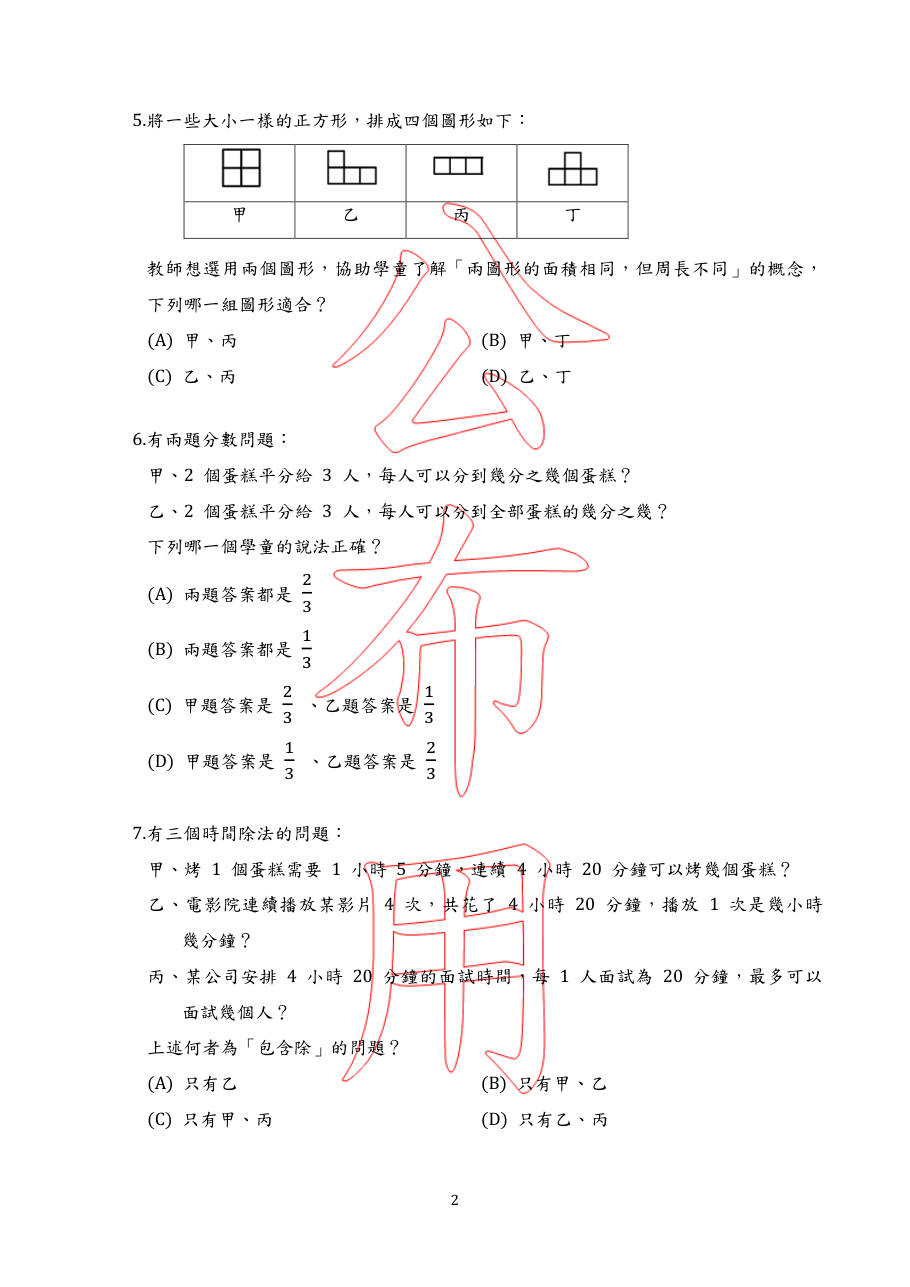 5.將一些大小一樣的正方形，排成四個圖形如下：
甲 乙 丙 丁
教師想選用兩個圖形，協助學童了解「兩圖形的面積相同，但周長不同」的概念，
下列哪一組圖形適合？
(A) 甲、丙 (B) 甲、丁
(C) 乙、丙 (D) 乙、丁
6.有兩題分數問題：
甲、2 個蛋糕平分給 3 人，每人可以分到幾分之幾個蛋糕？
乙、2 個蛋糕平分給 3 人，每人可以分到全部蛋糕的幾分之幾？
下列哪一個學童的說法正確？
(A) 兩題答案都是 2/3
(B) 兩題答案都是 1/3
(C) 甲題答案是 2/3 、乙題答案是 1/3
(D) 甲題答案是 1/3 、乙題答案是 2/3
7.有三個時間除法的問題：
甲、烤 1 個蛋糕需要 1 小時 5 分鐘，連續 4 小時 20 分鐘可以烤幾個蛋糕？
乙、電影院連續播放某影片 4 次，共花了 4 小時 20 分鐘，播放 1 次是幾小時
幾分鐘？
丙、某公司安排 4 小時 20 分鐘的面試時間，每 1 人面試為 20 分鐘，最多可以
面試幾個人？
上述何者為「包含除」的問題？
(A) 只有乙 (B) 只有甲、乙
(C) 只有甲、丙 (D) 只有乙、丙
2
公布用